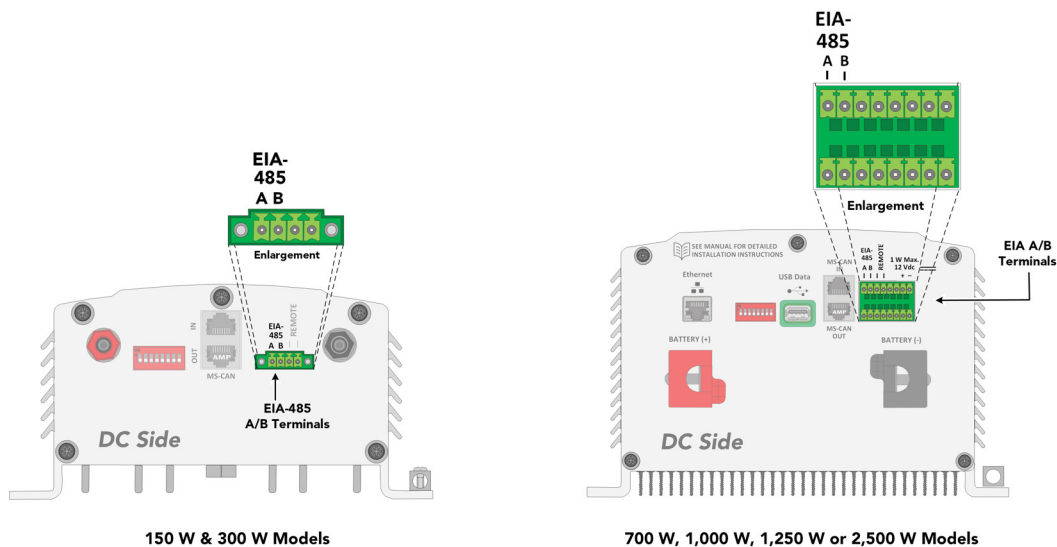 EIA-
485
A B
Enlargement
IN
OUT
AMP
MS-CAN
EIA-
485
A B
REMOTE
EIA-485
A/B Terminals
DC Side
150 W & 300 W Models
EIA-
485
A B
Enlargement
EIA A/B
Terminals
SEE MANUAL FOR DETAILED
INSTALLATION INSTRUCTIONS
Ethernet
USB Data
MS-CAN
IN
AMP
MS-CAN
OUT
EIA-
485
A B
REMOTE
1 W Max.
12 Vdc
+ −
BATTERY (+)
BATTERY (-)
DC Side
700 W, 1,000 W, 1,250 W or 2,500 W Models